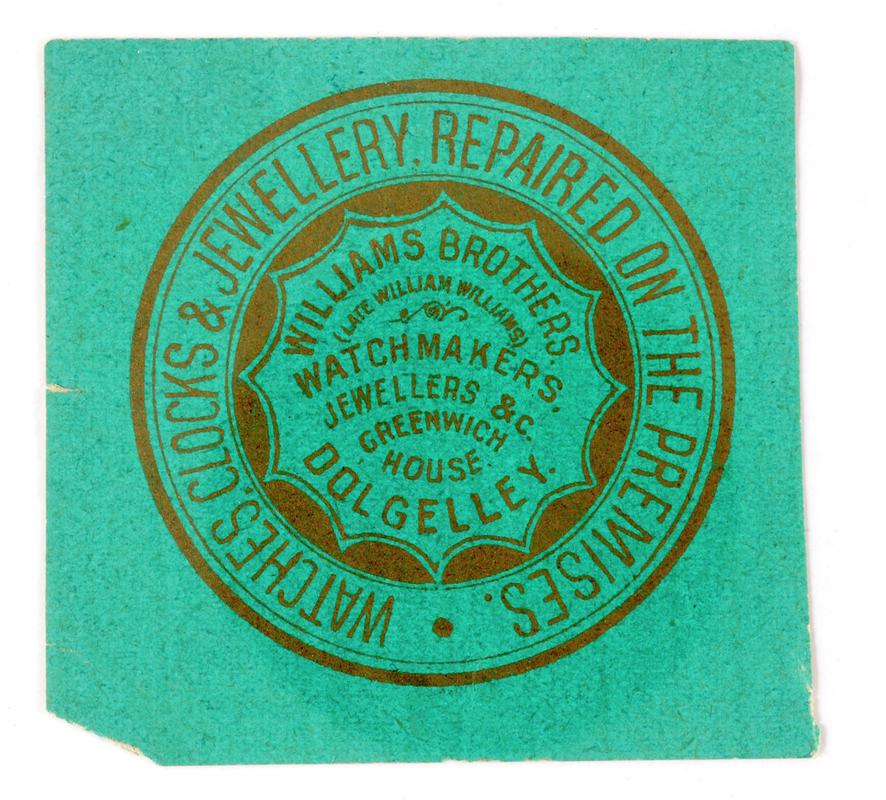 WATCHES, CLOCKS & JEWELLERY, REPAIRED ON THE PREMISES.
WILLIAMS BROTHERS,
(LATE WILLIAM WILLIAMS)
WATCHMAKERS,
JEWELLERS &C.
GREENWICH
HOUSE.
DOLGELLEY.